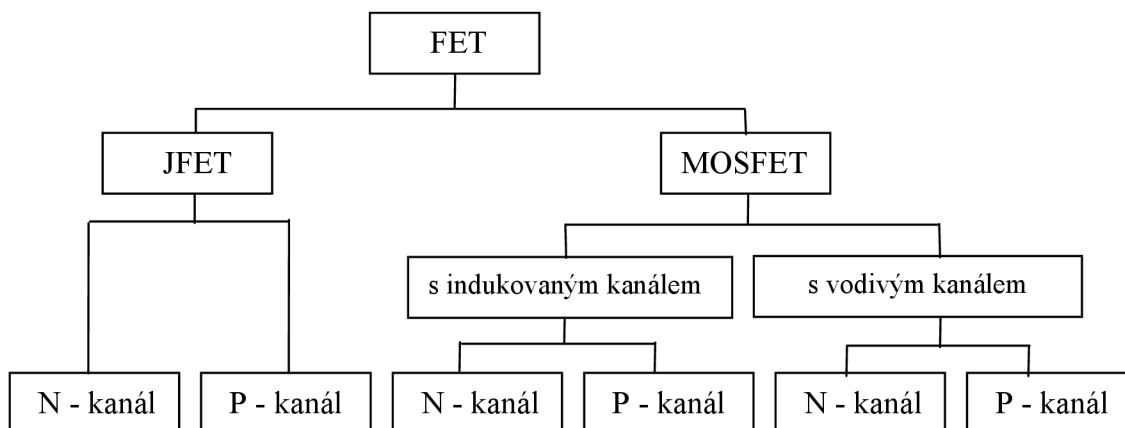 FET
JFET
MOSFET
s indukovaným kanálem
s vodivým kanálem
N - kanál
P - kanál
N - kanál
P - kanál
N - kanál
P - kanál